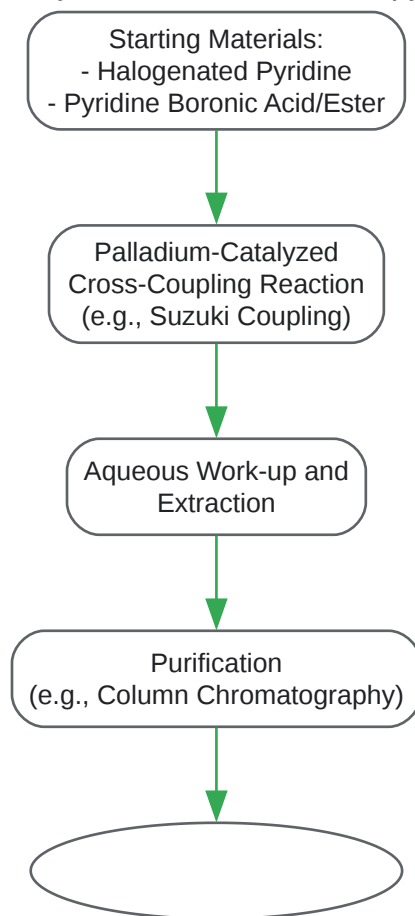 Starting Materials:
- Halogenated Pyridine
- Pyridine Boronic Acid/Ester
Palladium-Catalyzed
Cross-Coupling Reaction
(e.g., Suzuki Coupling)
Aqueous Work-up and
Extraction
Purification
(e.g., Column Chromatography)